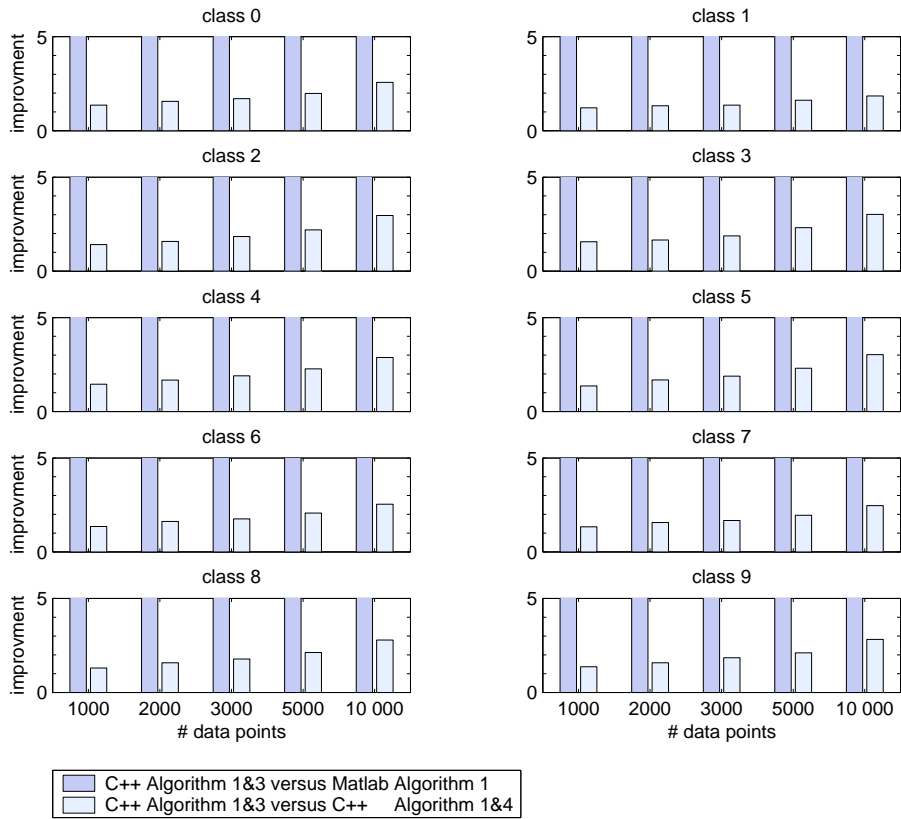 class 0
class 1
improvment
5
0
5
0
class 2
class 3
improvment
5
0
5
0
class 4
class 5
improvment
5
0
5
0
class 6
class 7
improvment
5
0
5
0
class 8
class 9
improvment
5
0
5
0
1000 2000 3000 5000 10 000
1000 2000 3000 5000 10 000
# data points
# data points
C++ Algorithm 1&3 versus Matlab Algorithm 1
C++ Algorithm 1&3 versus C++ Algorithm 1&4